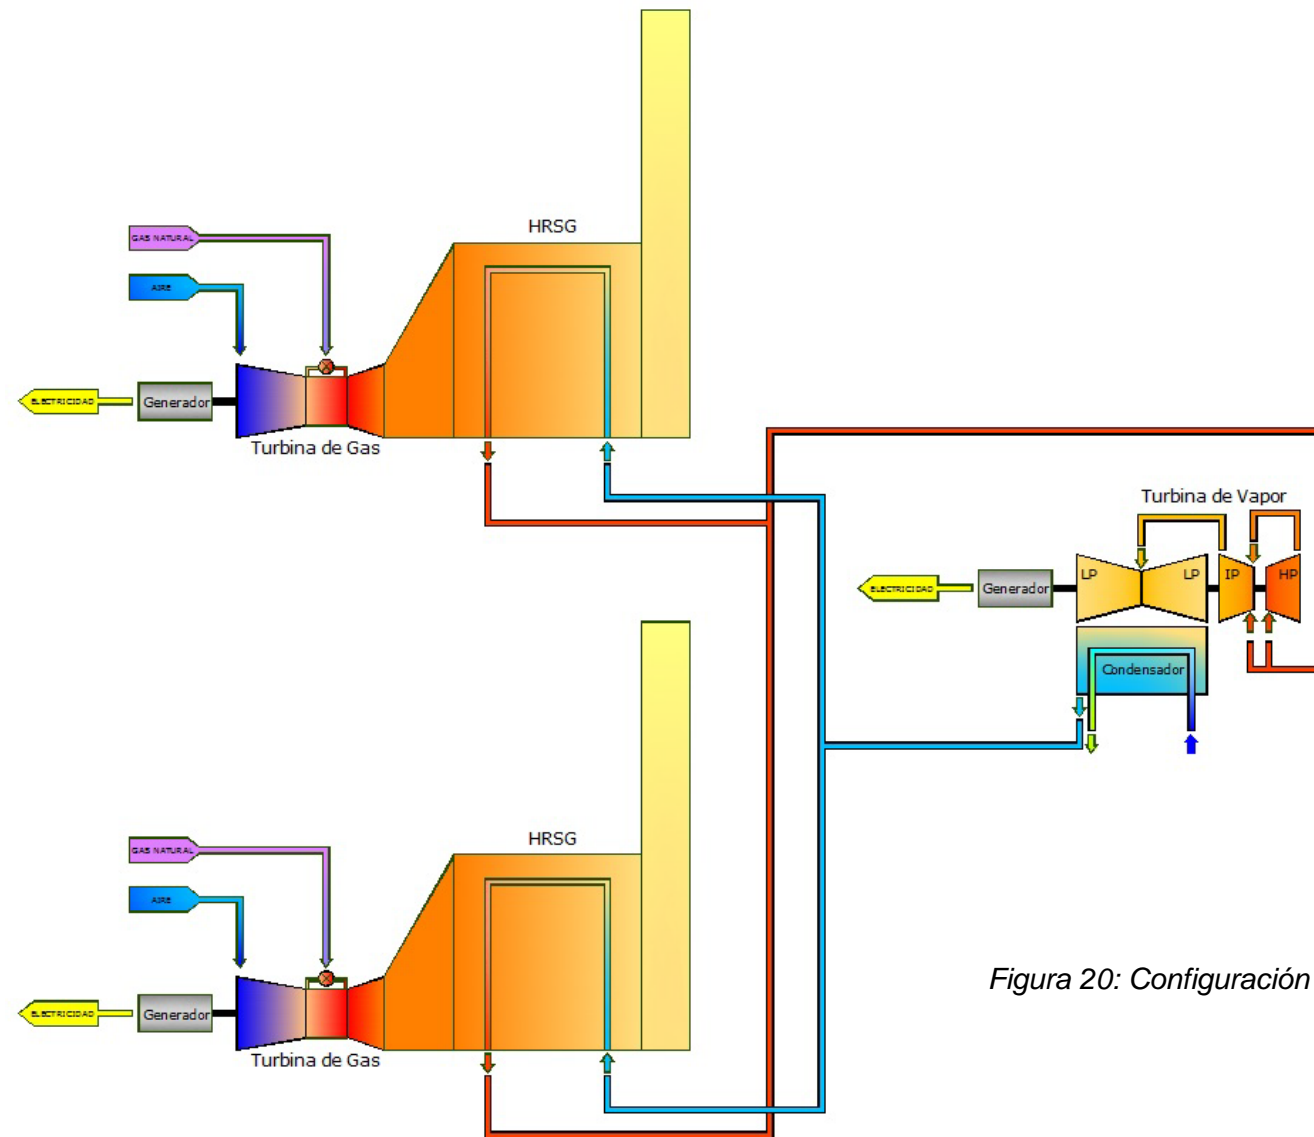 HRSG
GAS NATURAL
AIRE
ELECTRICIDAD
Generador
Turbina de Gas
Turbina de Vapor
LP
LP
IP
HP
ELECTRICIDAD
Generador
Condensador
HRSG
GAS NATURAL
AIRE
ELECTRICIDAD
Generador
Turbina de Gas
Figura 20: Configuración